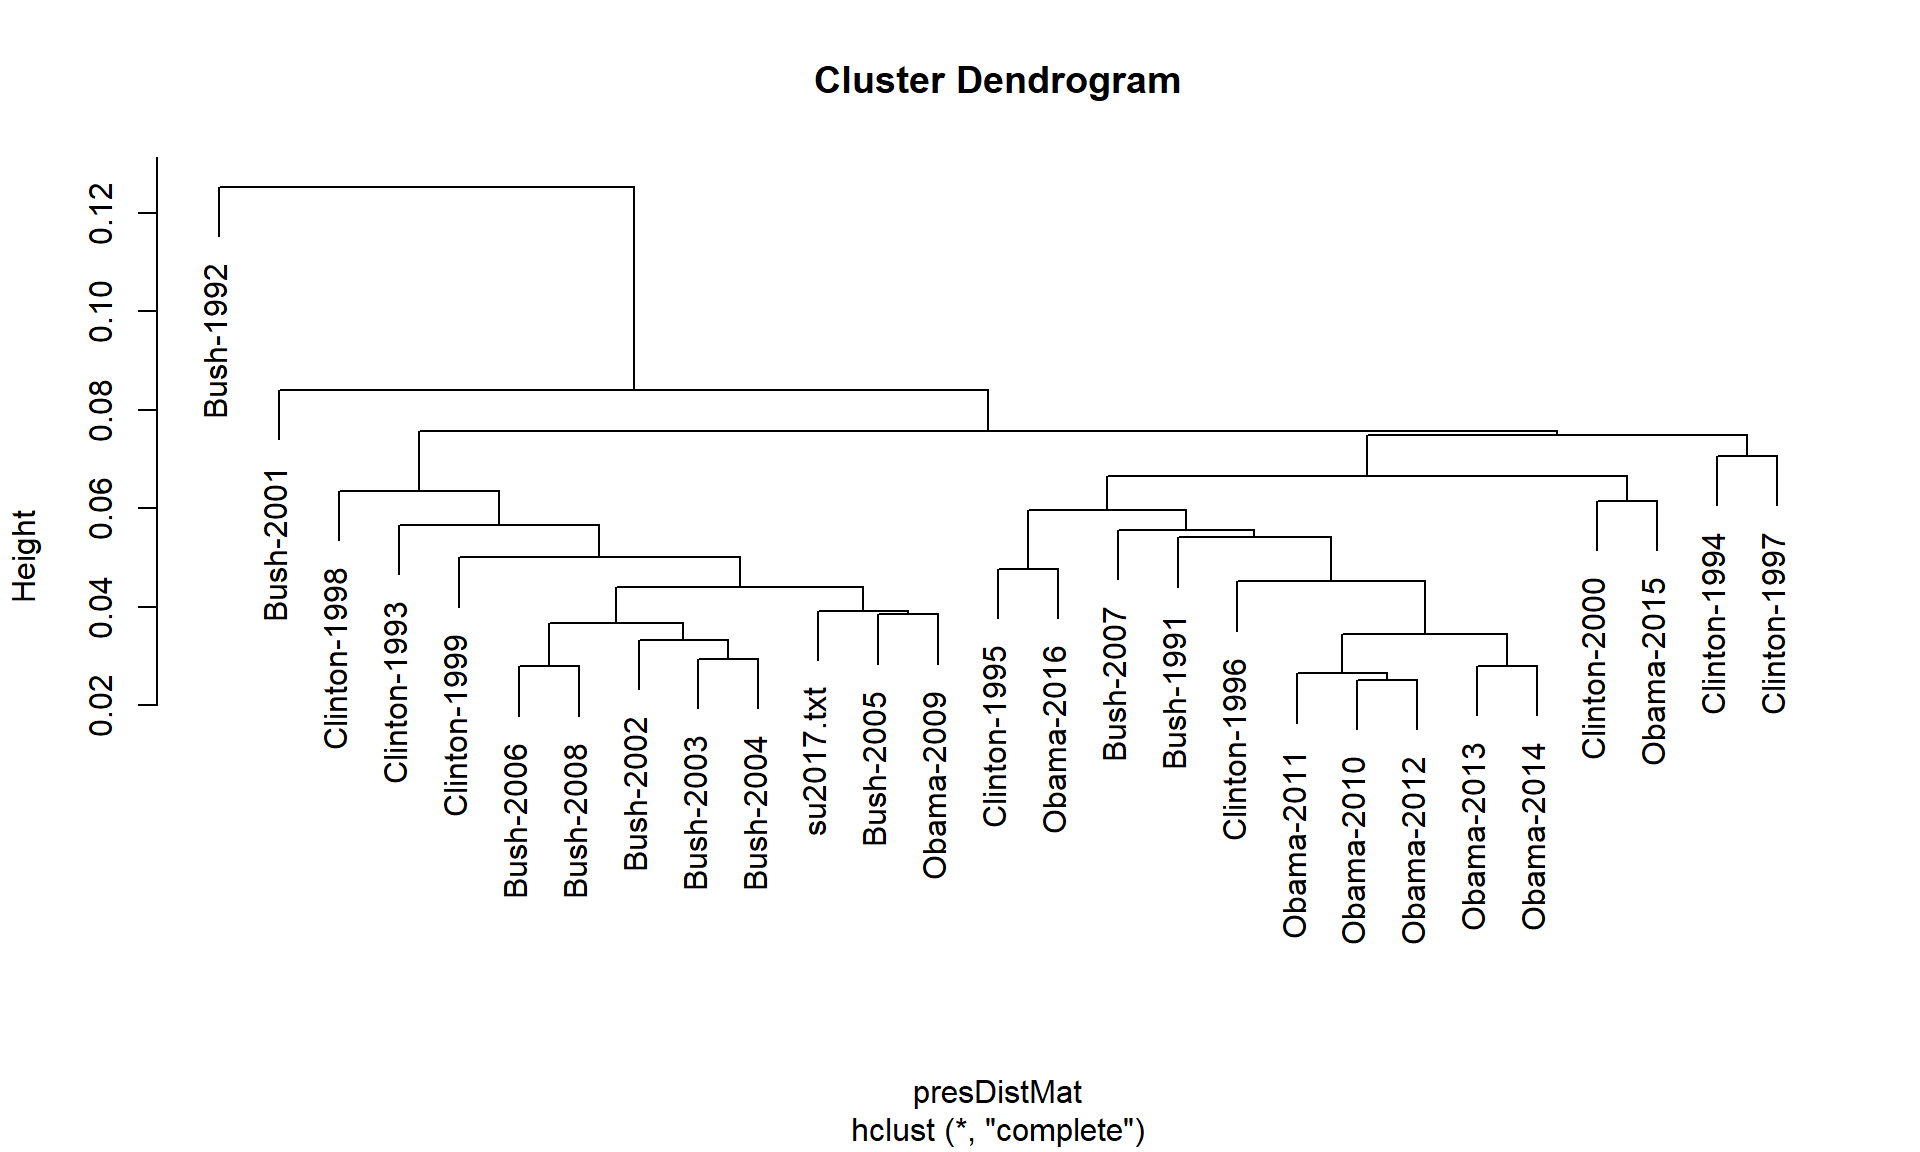 Cluster Dendrogram
Height
0.02
0.04
0.06
0.08
0.10
0.12
Bush-1992
Bush-2001
Clinton-1998
Clinton-1993
Clinton-1999
Bush-2006
Bush-2008
Bush-2002
Bush-2003
Bush-2004
su2017.txt
Bush-2005
Obama-2009
Clinton-1995
Obama-2016
Bush-2007
Bush-1991
Clinton-1996
Obama-2011
Obama-2010
Obama-2012
Obama-2013
Obama-2014
Clinton-2000
Obama-2015
Clinton-1994
Clinton-1997
presDistMat
hclust (*, "complete")